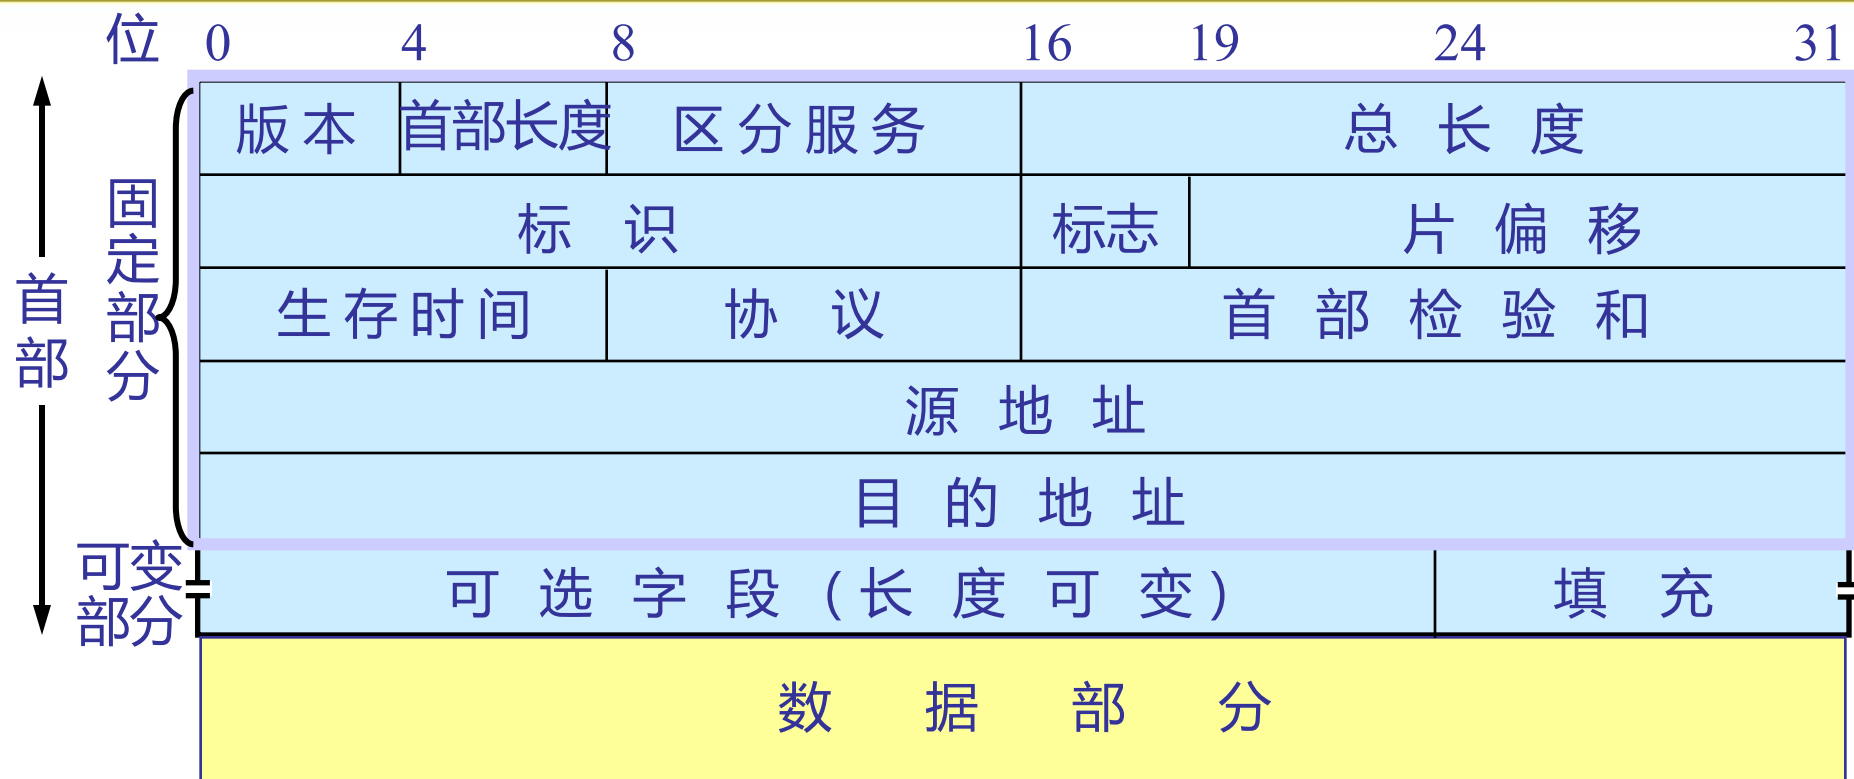 位 0 4 8 16 19 24 31
版本 首部长度 区分服务 总长度
标识 标志 片偏移
生存时间 协议 首部检验和
源地址
目的地址
可选字段(长度可变) 填充
数据部分
首部
固定部分
可变
部分